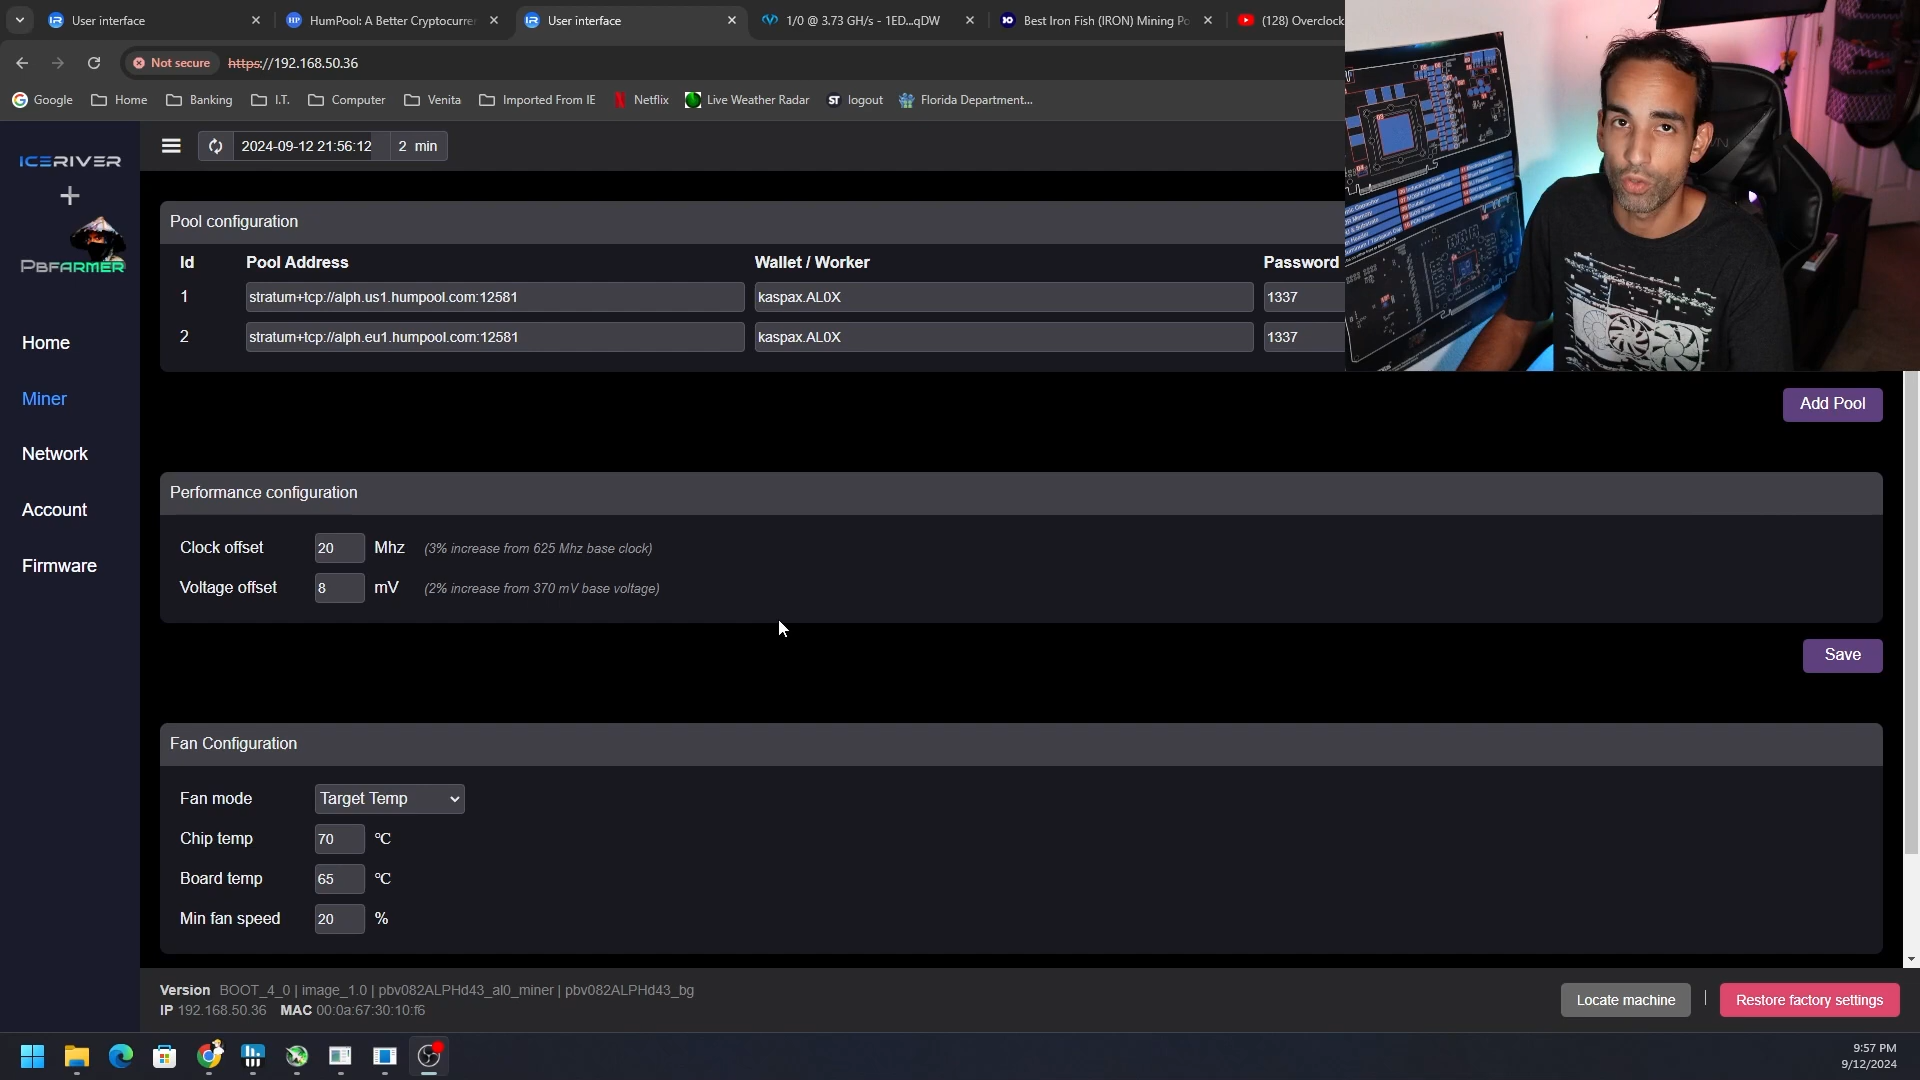 User interface
HumPool: A Better Cryptocurre
User interface
1/0 @ 3.73 GH/s - 1ED...qDW
Best Iron Fish (IRON) Mining Po
(128) Overclock
Not secure
https://192.168.50.36
Google
Home
Banking
I.T.
Computer
Venita
Imported From IE
Netflix
Live Weather Radar
ST logout
Florida Department...
ICERIVER
+
PBFARMER
Home
Miner
Network
Account
Firmware
2024-09-12 21:56:12
2 min
Pool configuration
Id Pool Address Wallet / Worker Password
1 stratum+tcp://alph.us1.humpool.com:12581 kaspax.AL0X 1337
2 stratum+tcp://alph.eu1.humpool.com:12581 kaspax.AL0X 1337
Add Pool
Performance configuration
Clock offset 20 Mhz (3% increase from 625 Mhz base clock)
Voltage offset 8 mV (2% increase from 370 mV base voltage)
Save
Fan Configuration
Fan mode Target Temp
Chip temp 70 °C
Board temp 65 °C
Min fan speed 20 %
Version BOOT_4_0 | image_1.0 | pbv082ALPHd43_al0_miner | pbv082ALPHd43_bg
IP 192.168.50.36 MAC 00:0a:67:30:10:f6
Locate machine
Restore factory settings
9:57 PM
9/12/2024